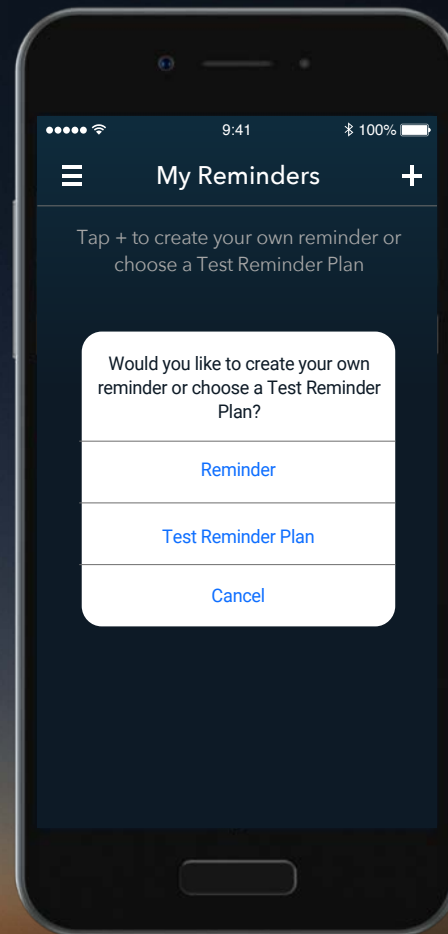 9:41
100%
My Reminders
+
Tap + to create your own reminder or
choose a Test Reminder Plan
Would you like to create your own
reminder or choose a Test Reminder
Plan?
Reminder
Test Reminder Plan
Cancel